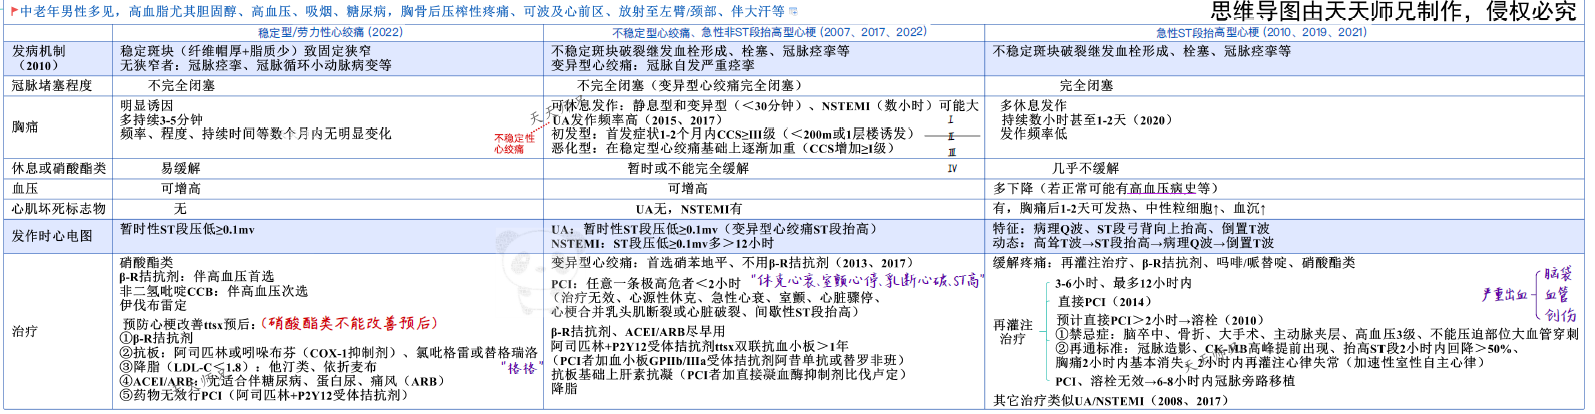 中老年男性多见，高血脂尤其胆固醇、高血压、吸烟、糖尿病，胸骨后压榨性疼痛、可波及心前区、放射至左臂/颈部、伴大汗等
思维导图由天天师兄制作，侵权必究
稳定型/劳力性心绞痛（2022）
不稳定型心绞痛、急性非ST段抬高型心梗（2007、2017、2022）
急性ST段抬高型心梗（2010、2019、2021）
发病机制
（2010）
稳定斑块（纤维帽厚+脂质少）致固定狭窄
无狭窄者：冠脉痉挛、冠脉循环小动脉病变等
不稳定斑块破裂继发血栓形成、栓塞、冠脉痉挛等
变异型心绞痛：冠脉自发严重痉挛
不稳定斑块破裂继发血栓形成、栓塞、冠脉痉挛等
冠脉堵塞程度
不完全闭塞
不完全闭塞（变异型心绞痛完全闭塞）
完全闭塞
胸痛
明显诱因
多持续3-5分钟
频率、程度、持续时间等数个月内无明显变化
不稳定性
心绞痛
可休息发作：静息型和变异型（＜30分钟）、NSTEMI（数小时）可能大
UA发作频率高（2015、2017）
初发型：首发症状1-2个月内CCS≥III级（＜200m或1层楼诱发）
恶化型：在稳定型心绞痛基础上逐渐加重（CCS增加≥I级）
I
II
III
IV
多休息发作
持续数小时甚至1-2天（2020）
发作频率低
休息或硝酸酯类
易缓解
暂时或不能完全缓解
几乎不缓解
血压
可增高
可增高
多下降（若正常可能有高血压病史等）
心肌坏死标志物
无
UA无，NSTEMI有
有，胸痛后1-2天可发热、中性粒细胞↑、血沉↑
发作时心电图
暂时性ST段压低≥0.1mv
UA：暂时性ST段压低≥0.1mv（变异型心绞痛ST段抬高）
NSTEMI：ST段压低≥0.1mv多＞12小时
特征：病理Q波、ST段弓背向上抬高、倒置T波
动态：高耸T波→ST段抬高→病理Q波→倒置T波
治疗
硝酸酯类
β-R拮抗剂：伴高血压首选
非二氢吡啶CCB：伴高血压次选
伊伐布雷定
预防心梗改善ttsx预后：（硝酸酯类不能改善预后）
①β-R拮抗剂
②抗板：阿司匹林或吲哚布芬（COX-1抑制剂）、氯吡格雷或替格瑞洛
③降脂（LDL-C≤1.8）：他汀类、依折麦布
④ACEI/ARB：尤适合伴糖尿病、蛋白尿、痛风（ARB）
⑤药物无效行PCI（阿司匹林+P2Y12受体拮抗剂）
变异型心绞痛：首选硝苯地平、不用β-R拮抗剂（2013、2017）
PCI：任意一条极高危者＜2小时 “休克心衰、室颤心停、乳断心破、ST高”
（治疗无效、心源性休克、急性心衰、室颤、心脏骤停、
心梗合并乳头肌断裂或心脏破裂、间歇性ST段抬高）
β-R拮抗剂、ACEI/ARB尽早用
阿司匹林+P2Y12受体拮抗剂ttsx双联抗血小板＞1年
（PCI者加血小板GPIIb/IIIa受体拮抗剂阿昔单抗或替罗非班）
抗板基础上肝素抗凝（PCI者加直接凝血酶抑制剂比伐卢定）
降脂
缓解疼痛：再灌注治疗、β-R拮抗剂、吗啡/哌替啶、硝酸酯类
再灌注
治疗
3-6小时、最多12小时内
直接PCI（2014）
预计直接PCI＞2小时→溶栓（2010）
①禁忌症：脑卒中、骨折、大手术、主动脉夹层、高血压3级、不能压迫部位大血管穿刺
②再通标准：冠脉造影、CK-MB高峰提前出现、抬高ST段2小时内回降＞50%、
胸痛2小时内基本消失、2小时内再灌注心律失常（加速性室性自主心律）
PCI、溶栓无效→6-8小时内冠脉旁路移植
其它治疗类似UA/NSTEMI（2008、2017）
严重出血
脑袋
血管
创伤